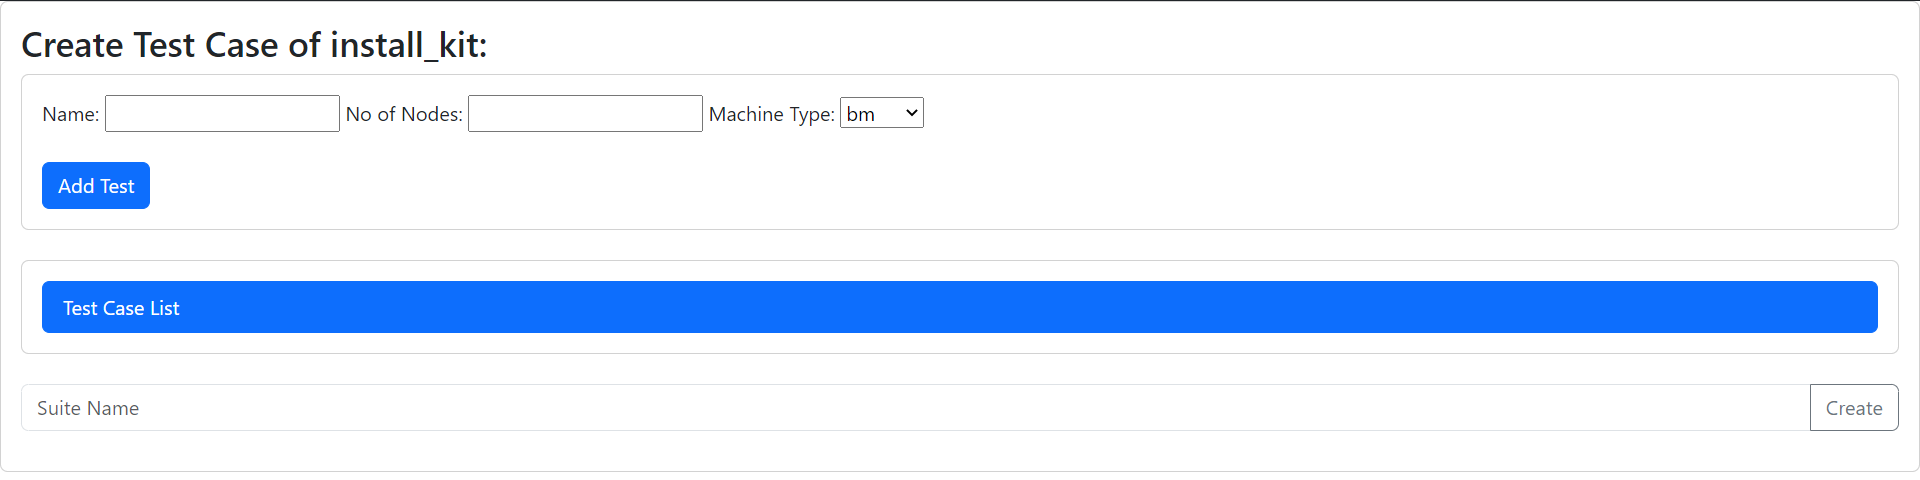 Create Test Case of install_kit:
Name: No of Nodes: Machine Type: bm
Add Test
Test Case List
Suite Name Create